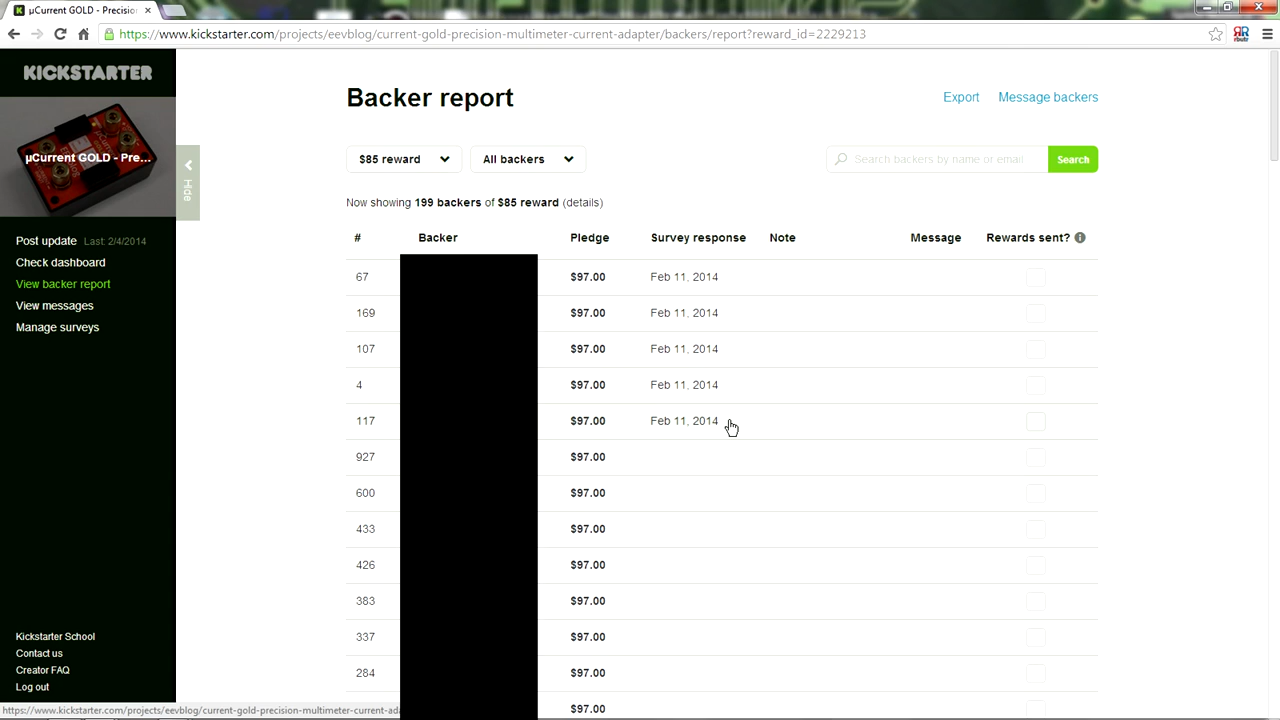 µCurrent GOLD - Precision
https://www.kickstarter.com/projects/eevblog/current-gold-precision-multimeter-current-adapter/backers/report?reward_id=2229213
KICKSTARTER
µCurrent GOLD - Pre...
Hide
Post update Last: 2/4/2014
Check dashboard
View backer report
View messages
Manage surveys
Kickstarter School
Contact us
Creator FAQ
Log out
Backer report
Export Message backers
$85 reward All backers Search backers by name or email Search
Now showing 199 backers of $85 reward (details)
# Backer Pledge Survey response Note Message Rewards sent?
67 $97.00 Feb 11, 2014
169 $97.00 Feb 11, 2014
107 $97.00 Feb 11, 2014
4 $97.00 Feb 11, 2014
117 $97.00 Feb 11, 2014
927 $97.00
600 $97.00
433 $97.00
426 $97.00
383 $97.00
337 $97.00
284 $97.00
$97.00
https://www.kickstarter.com/projects/eevblog/current-gold-precision-multimeter-current-ada